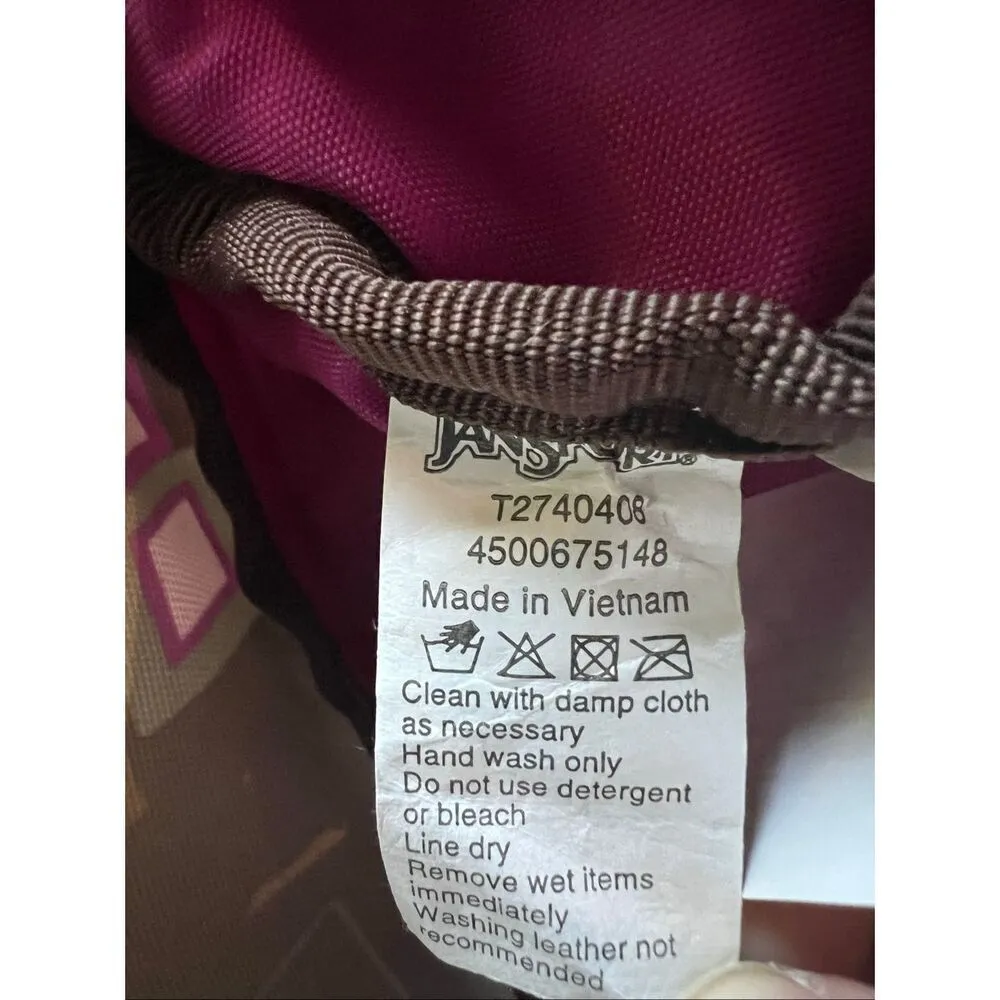 JANSPORT®
T2740408
4500675148
Made in Vietnam
Clean with damp cloth
as necessary
Hand wash only
Do not use detergent
or bleach
Line dry
Remove wet items
immediately
Washing leather not
recommended